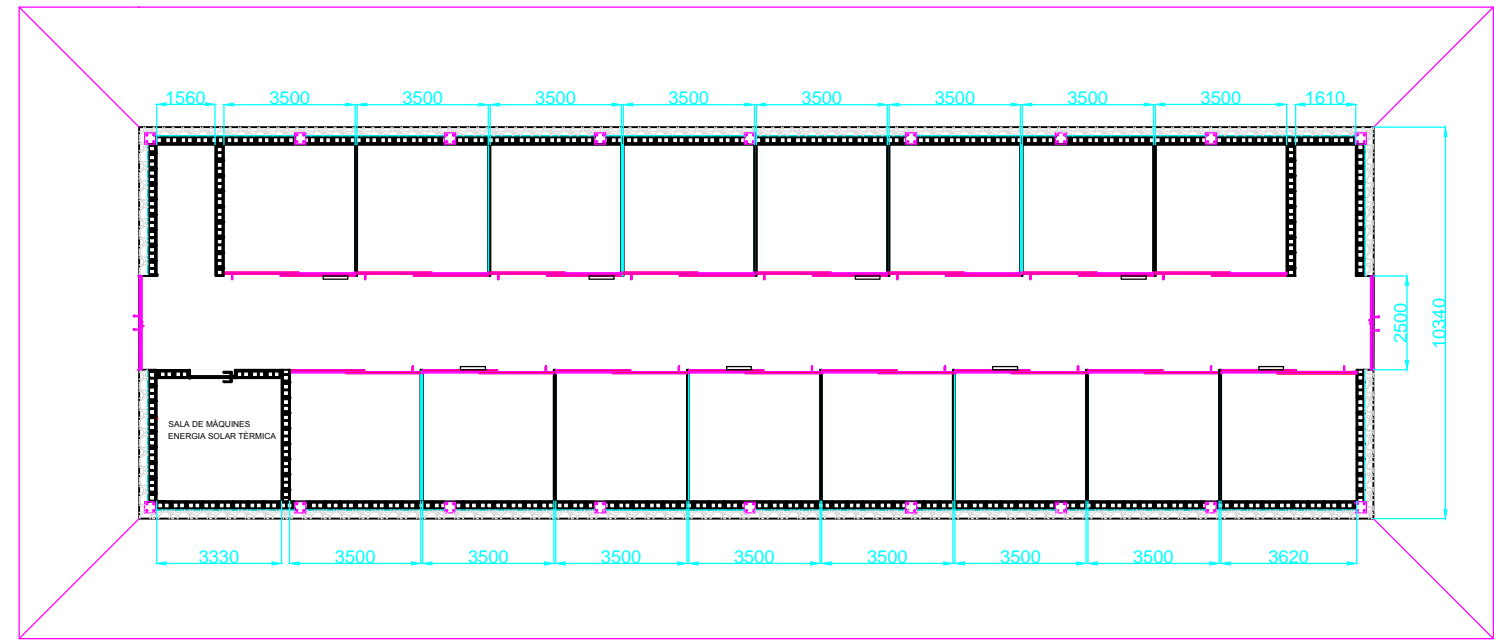 1560 3500 3500 3500 3500 3500 3500 3500 3500 1610
2500
10340
SALA DE MÀQUINES
ENERGIA SOLAR TÈRMICA
3330 3500 3500 3500 3500 3500 3500 3500 3620